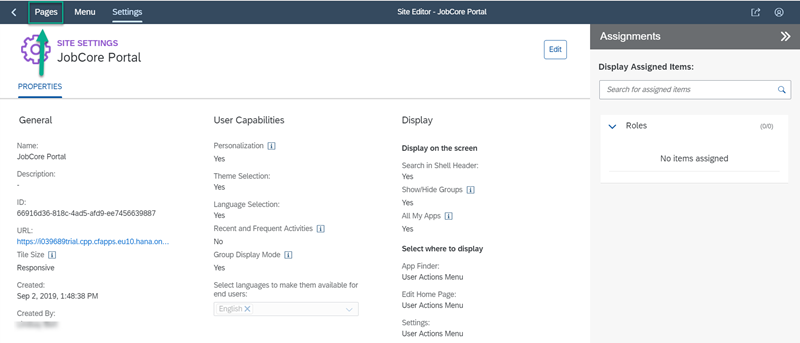 Pages Menu Settings Site Editor - JobCore Portal
SITE SETTINGS
JobCore Portal
Edit
PROPERTIES
General
Name:
JobCore Portal
Description:
-
ID:
66916d36-818c-4ad5-afd9-ee7456639887
URL:
https://i039689trial.cpp.cfapps.eu10.hana.on...
Tile Size
Responsive
Created:
Sep 2, 2019, 1:48:38 PM
Created By:
User Capabilities
Personalization
Yes
Theme Selection:
Yes
Language Selection:
Yes
Recent and Frequent Activities
No
Group Display Mode
Yes
Select languages to make them available for
end users:
English
Display
Display on the screen
Search in Shell Header:
Yes
Show/Hide Groups
Yes
All My Apps
Yes
Select where to display
App Finder:
User Actions Menu
Edit Home Page:
User Actions Menu
Settings:
User Actions Menu
Assignments
Display Assigned Items:
Search for assigned items
Roles (0/0)
No items assigned